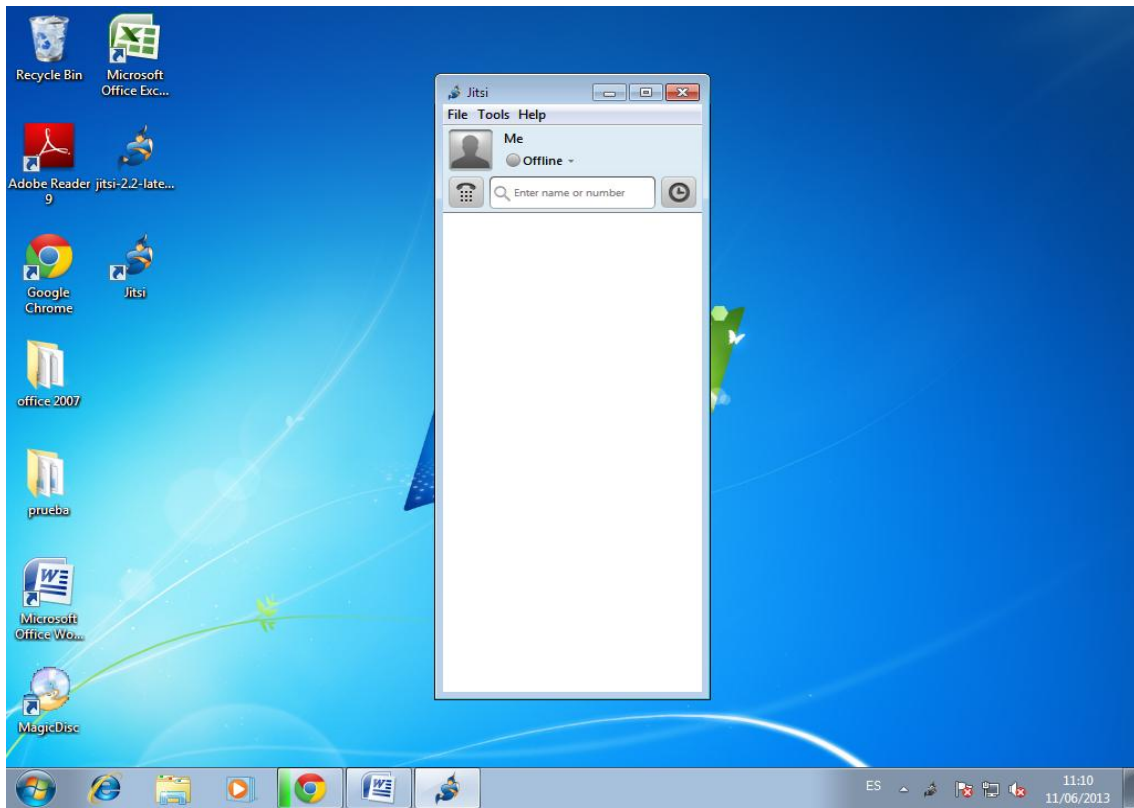 Recycle Bin
Microsoft
Office Exc...
Adobe Reader
9
jitsi-2.2-late...
Google
Chrome
Jitsi
office 2007
prueba
Microsoft
Office Wo...
MagicDisc
Jitsi
File Tools Help
Me
Offline
Enter name or number
ES
11:10
11/06/2013